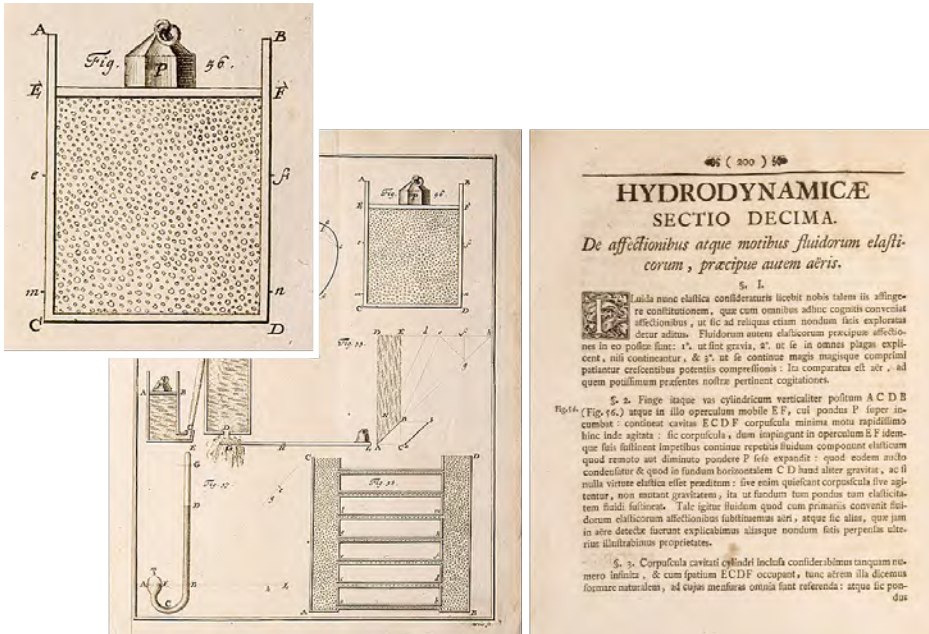 A
B
Fig. 56.
P
E
F
e
f
m
n
C
D
A
B
Fig. 56.
E
F
m
n
C
D
Fig. 57
G
D
A
B
C
C
D
Fig. 58.
A
B
( 200 )
HYDRODYNAMICÆ
SECTIO DECIMA.
De affectionibus atque motibus fluidorum elaſti-
corum, præcipue autem aëris.
§. I.
FLuida nunc elaſtica conſideraturis licebit nobis talem iis affinge-
re conſtitutionem, quæ cum omnibus adhuc cognitis conveniat
affectionibus, ut ſic ad reliquas etiam nondum ſatis exploratas
detur aditus. Fluidorum autem elaſticorum præcipuæ affectio-
nes in eo poſitæ ſunt: 1°. ut ſint gravia, 2°. ut ſe in omnes plagas expli-
cent, niſi contineantur, & 3°. ut ſe continue magis magisque comprimi
patiantur creſcentibus potentiis compreſſionis: Ita comparatus eſt aër, ad
quem potiſſimum præſentes noſtræ pertinent cogitationes.
§. 2. Finge itaque vas cylindricum verticaliter poſitum A C D B
Fig. 56. (Fig. 56.) atque in illo operculum mobile E F, cui pondus P ſuper in-
cumbat: contineat cavitas E C D F corpuſcula minima motu rapidiſſimo
hinc inde agitata: ſic corpuſcula, dum impingunt in operculum E F idem-
que ſuis ſuſtinent impetibus continue repetitis fluidum componunt elaſticum
quod remoto aut diminuto pondere P ſeſe expandit: quod eodem aucto
condenſatur & quod in fundum horizontalem C D haud aliter gravitat, ac ſi
nulla virtute elaſtica eſſet præditum: ſive enim quieſcant corpuſcula ſive agi-
tentur, non mutant gravitatem, ita ut fundum tum pondus tum elaſticita-
tem fluidi ſuſtineat. Tale igitur fluidum quod cum primariis convenit flui-
dorum elaſticorum affectionibus ſubſtituemus aëri, atque ſic alias, quæ jam
in aëre detectæ fuerunt explicabimus aliasque nondum ſatis perpenſas ulte-
rius illuſtrabimus proprietates.
§. 3. Corpuſcula cavitati cylindri incluſa conſiderabimus tanquam nu-
mero infinita, & cum ſpatium E C D F occupant, tunc aërem illa dicemus
formare naturalem, ad cujus menſuras omnia ſunt referenda: atque ſic pon-
dus